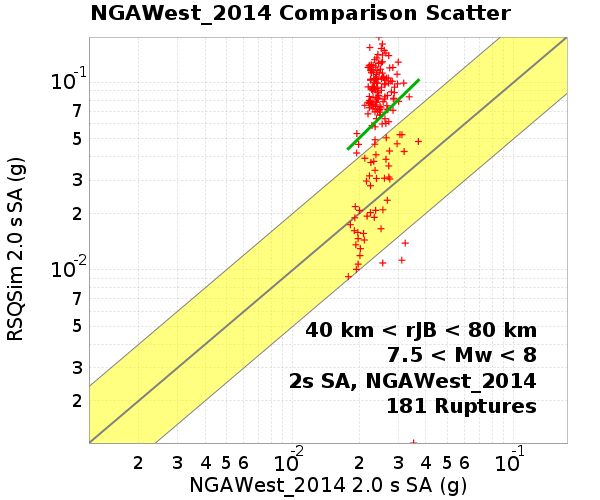 NGAWest_2014 Comparison Scatter
RSQSim 2.0 s SA (g)
10-1
7
5
3
2
10-2
7
5
3
2
40 km < rJB < 80 km
7.5 < Mw < 8
2s SA, NGAWest_2014
181 Ruptures
2 3 4 5 6 10-2 2 3 4 5 6 10-1
NGAWest_2014 2.0 s SA (g)